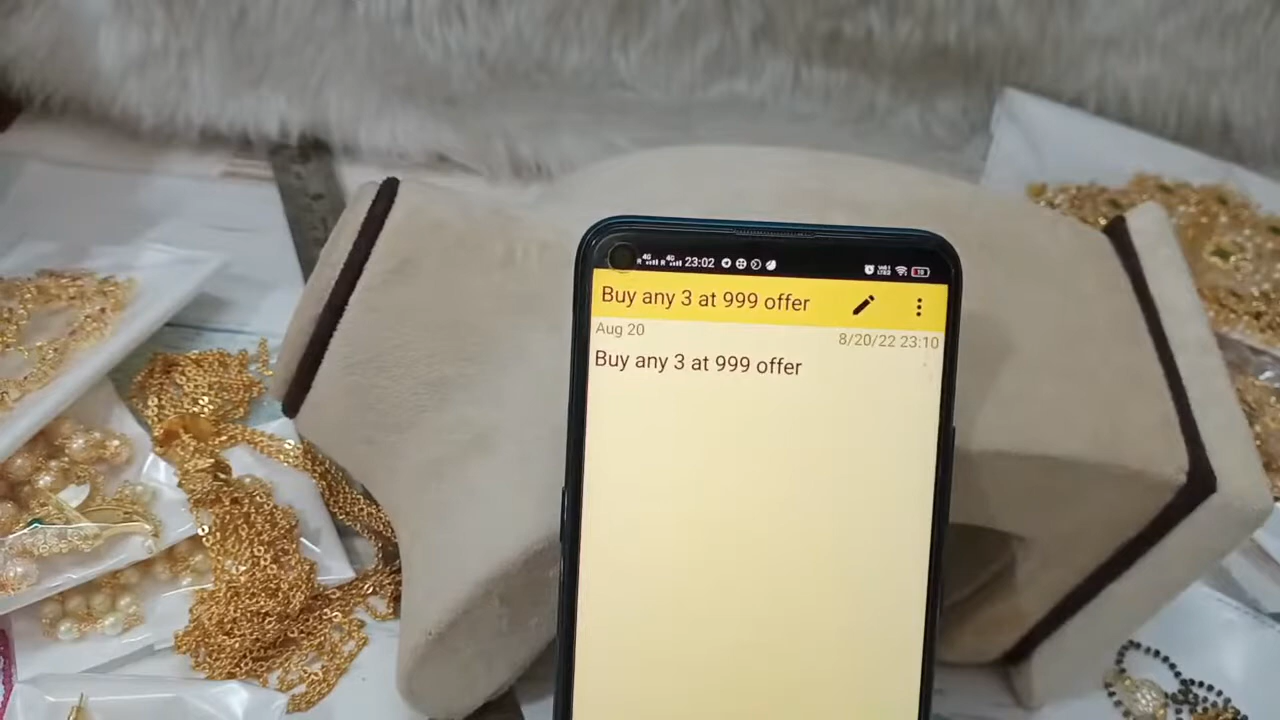 23:02
Buy any 3 at 999 offer
Aug 20
8/20/22 23:10
Buy any 3 at 999 offer